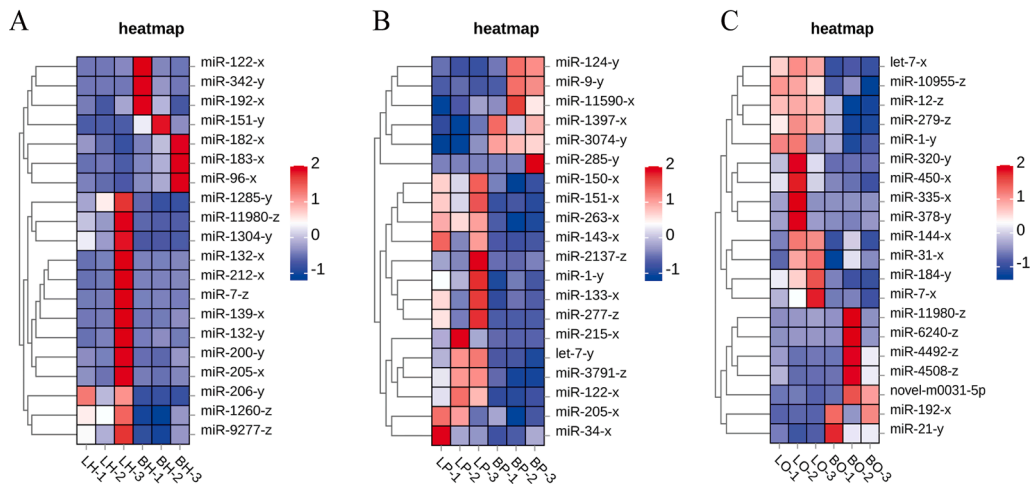 A
heatmap
miR-122-x
miR-342-y
miR-192-x
miR-151-y
miR-182-x
miR-183-x
miR-96-x
miR-1285-y
miR-11980-z
miR-1304-y
miR-132-x
miR-212-x
miR-7-z
miR-139-x
miR-132-y
miR-200-y
miR-205-x
miR-206-y
miR-1260-z
miR-9277-z
2
1
0
-1
LH-1
LH-2
LH-3
BH-1
BH-2
BH-3
B
heatmap
miR-124-y
miR-9-y
miR-11590-x
miR-1397-x
miR-3074-y
miR-285-y
miR-150-x
miR-151-x
miR-263-x
miR-143-x
miR-2137-z
miR-1-y
miR-133-x
miR-277-z
miR-215-x
let-7-y
miR-3791-z
miR-122-x
miR-205-x
miR-34-x
2
1
0
-1
LP-1
LP-2
LP-3
BP-1
BP-2
BP-3
C
heatmap
let-7-x
miR-10955-z
miR-12-z
miR-279-z
miR-1-y
miR-320-y
miR-450-x
miR-335-x
miR-378-y
miR-144-x
miR-31-x
miR-184-y
miR-7-x
miR-11980-z
miR-6240-z
miR-4492-z
miR-4508-z
novel-m0031-5p
miR-192-x
miR-21-y
2
1
0
-1
LO-1
LO-2
LO-3
BO-1
BO-2
BO-3